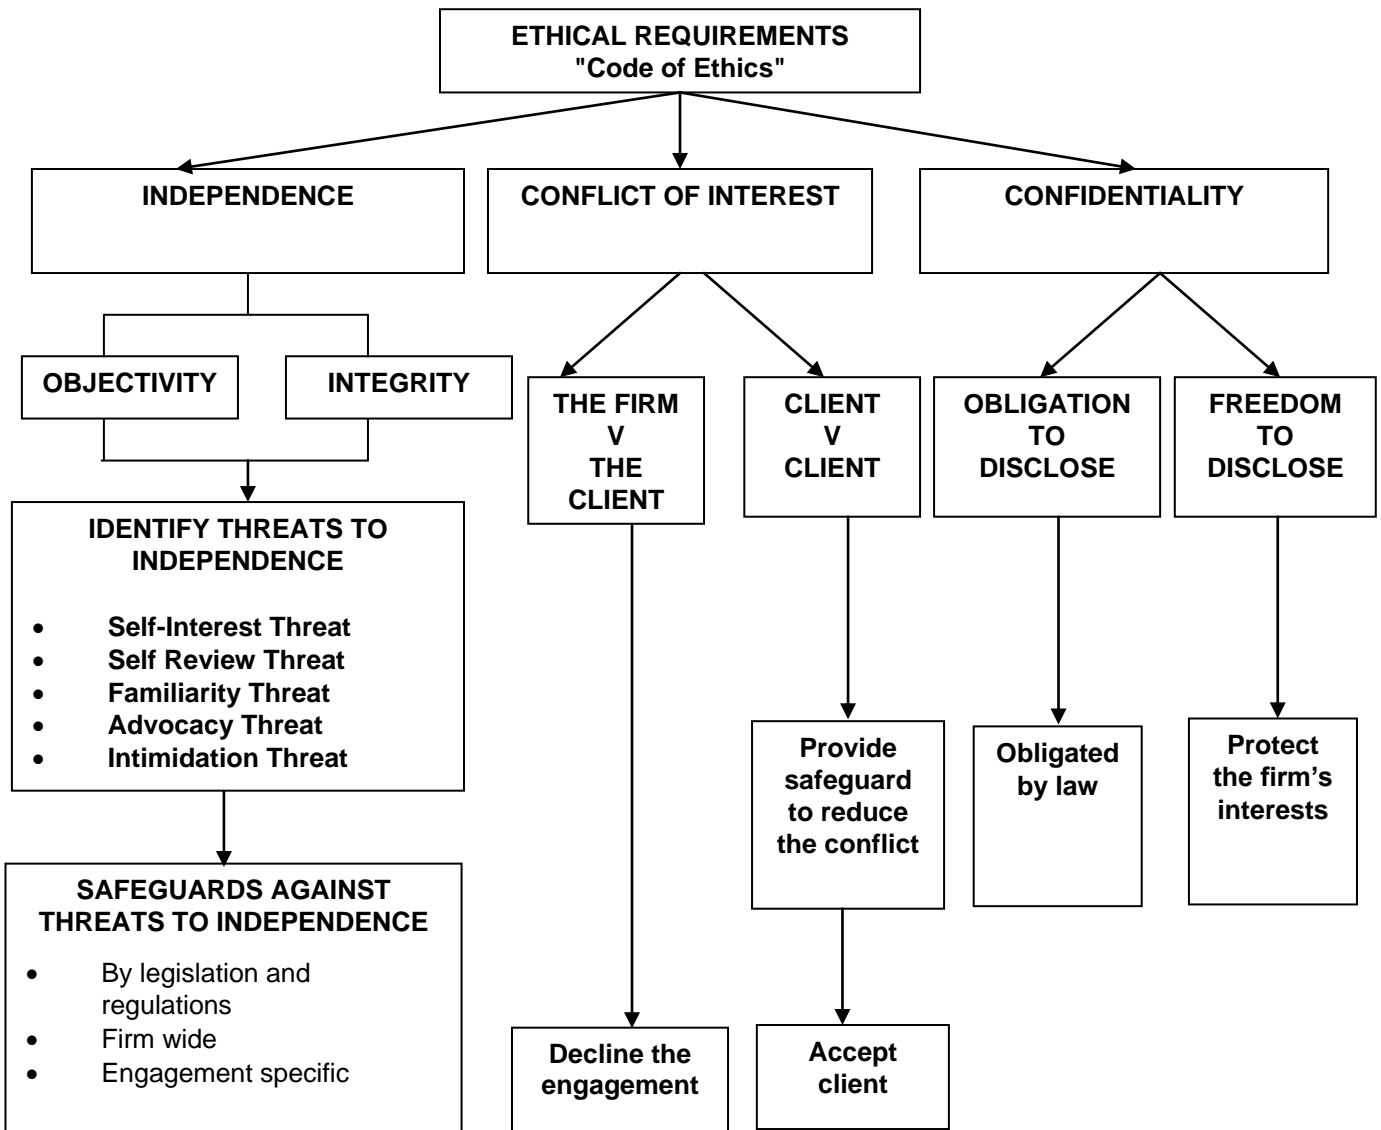 ETHICAL REQUIREMENTS
"Code of Ethics"
INDEPENDENCE
CONFLICT OF INTEREST
CONFIDENTIALITY
OBJECTIVITY
INTEGRITY
THE FIRM
V
THE
CLIENT
CLIENT
V
CLIENT
OBLIGATION
TO
DISCLOSE
FREEDOM
TO
DISCLOSE
IDENTIFY THREATS TO
INDEPENDENCE
• Self-Interest Threat
• Self Review Threat
• Familiarity Threat
• Advocacy Threat
• Intimidation Threat
Provide
safeguard
to reduce
the conflict
Obligated
by law
Protect
the firm's
interests
SAFEGUARDS AGAINST
THREATS TO INDEPENDENCE
• By legislation and
regulations
• Firm wide
• Engagement specific
Decline the
engagement
Accept
client